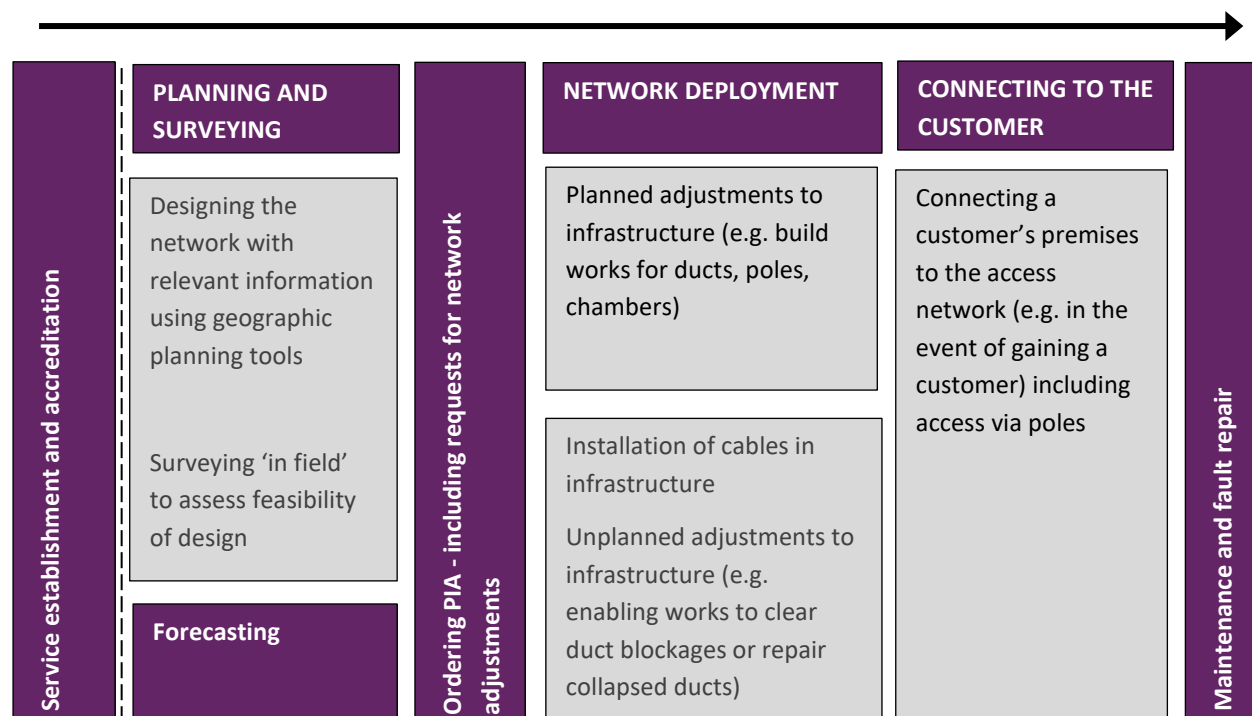 Service establishment and accreditation
PLANNING AND
SURVEYING
Designing the
network with
relevant information
using geographic
planning tools
Surveying ‘in field’
to assess feasibility
of design
Forecasting
Ordering PIA - including requests for network
adjustments
NETWORK DEPLOYMENT
Planned adjustments to
infrastructure (e.g. build
works for ducts, poles,
chambers)
Installation of cables in
infrastructure
Unplanned adjustments to
infrastructure (e.g.
enabling works to clear
duct blockages or repair
collapsed ducts)
CONNECTING TO THE
CUSTOMER
Connecting a
customer’s premises
to the access
network (e.g. in the
event of gaining a
customer) including
access via poles
Maintenance and fault repair